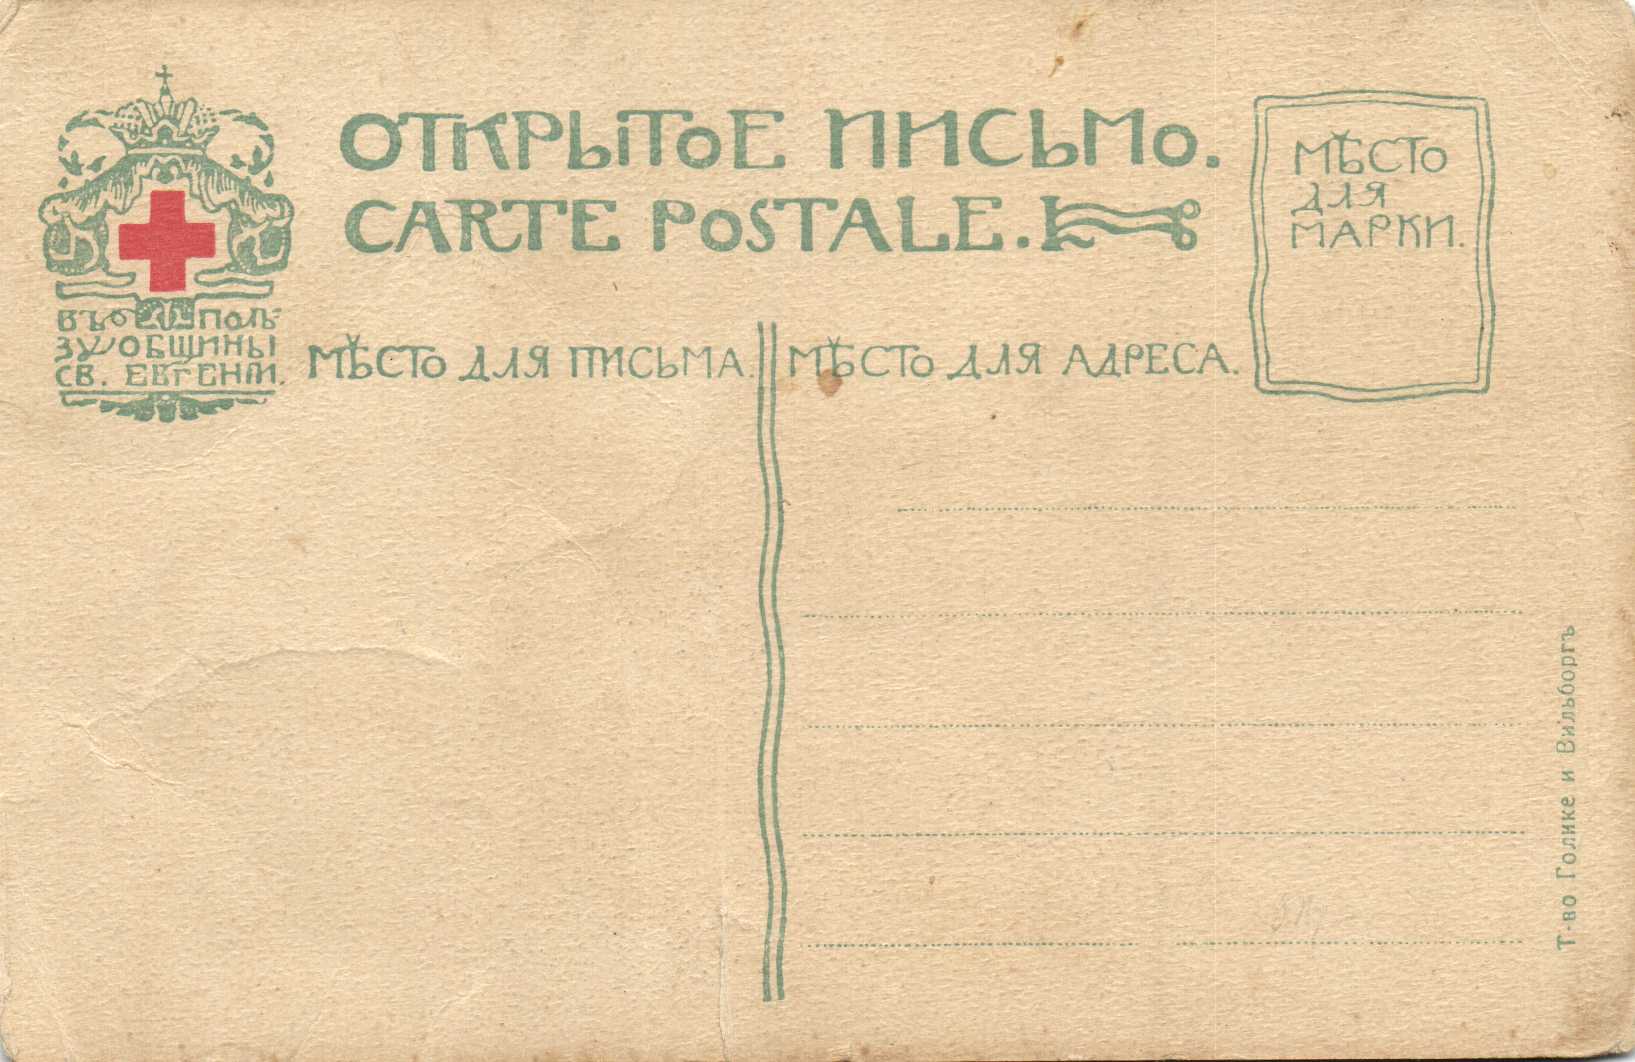 ОТКРЫТОЕ ПИСЬМО.
CARTE POSTALE.
МѢСТО
ДЛЯ
МАРКИ.
ВЪ ПОЛЬ-
ЗУ ОБЩИНЫ
СВ. ЕВГЕНІИ.
МѢСТО ДЛЯ ПИСЬМА.
МѢСТО ДЛЯ АДРЕСА.
Т-во Голике и Вильборгъ